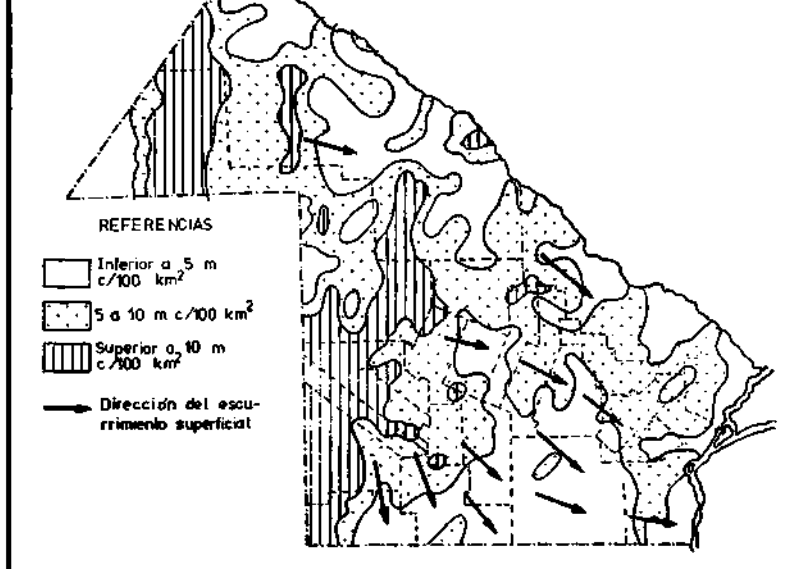 REFERENCIAS
Inferior a 5 m
c/100 km²
5 a 10 m c/100 km²
Superior a 10 m
c/100 km²
Dirección del escu-
rrimiento superficial